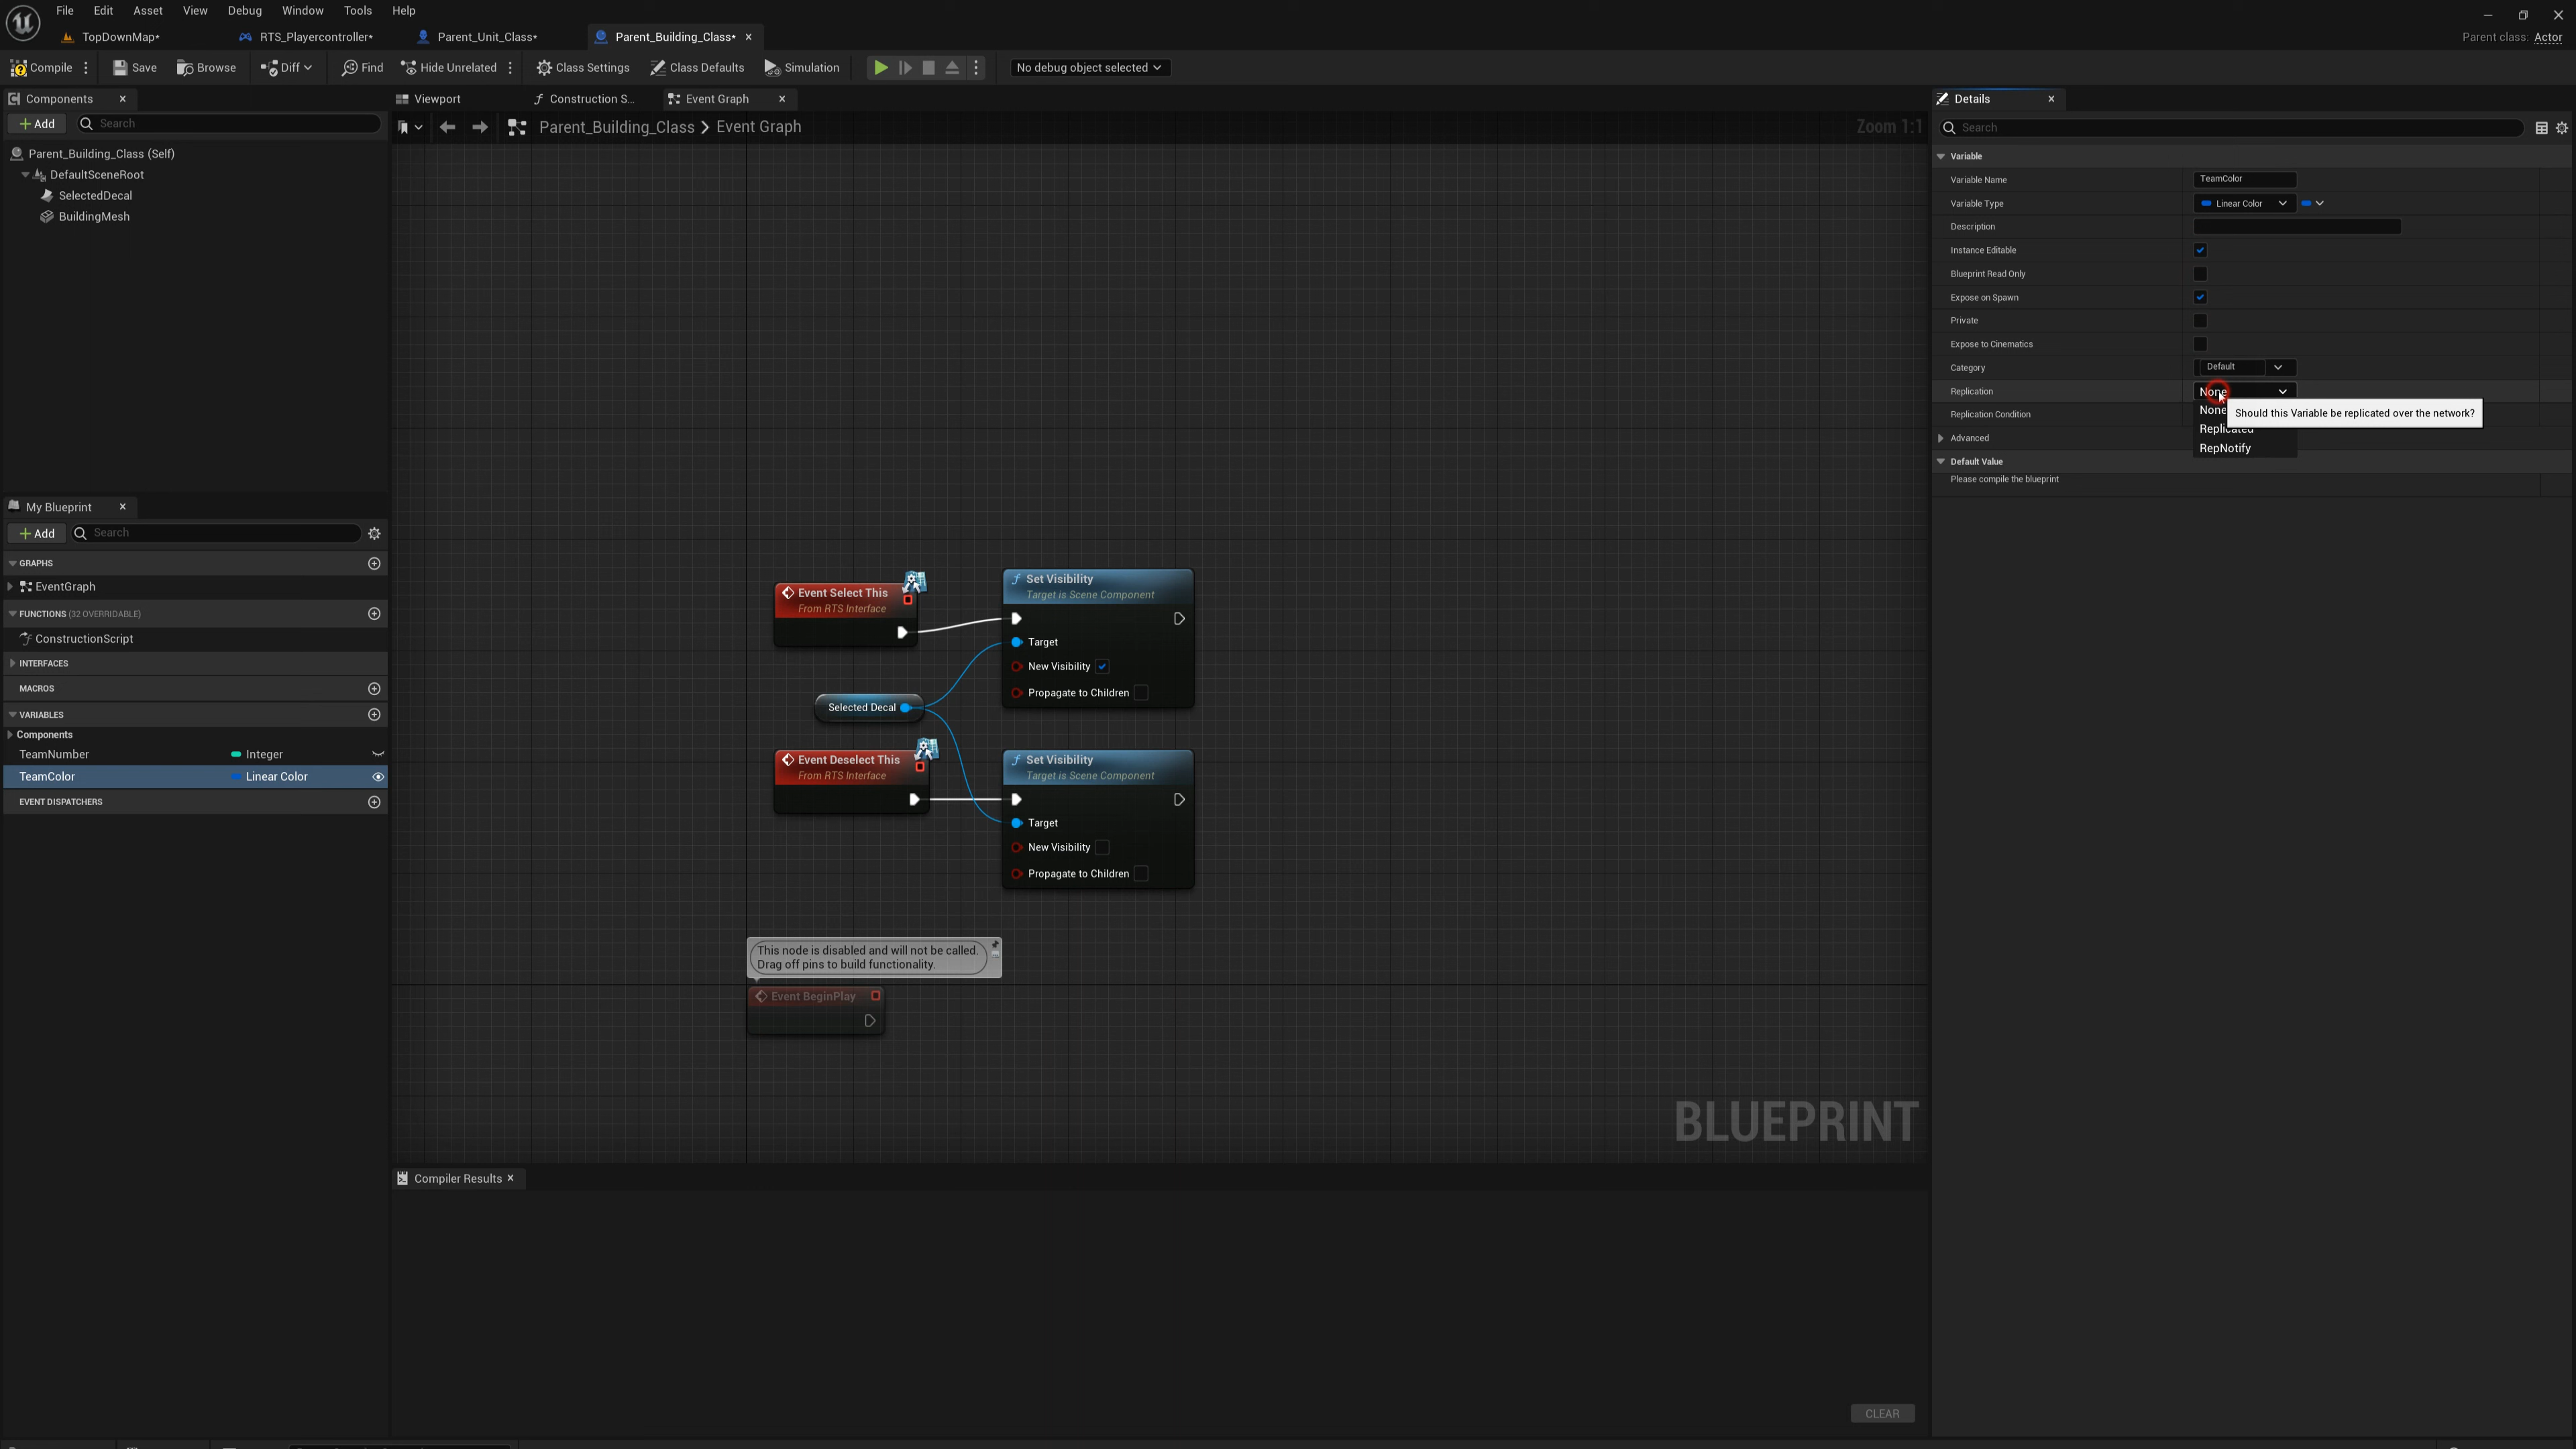 File Edit Asset View Debug Window Tools Help
TopDownMap* RTS_Playercontroller* Parent_Unit_Class* Parent_Building_Class*
Parent class: Actor
Compile Save Browse Diff Find Hide Unrelated Class Settings Class Defaults Simulation No debug object selected
Components
Add Search
Parent_Building_Class (Self)
DefaultSceneRoot
SelectedDecal
BuildingMesh
My Blueprint
Add Search
GRAPHS
EventGraph
FUNCTIONS (32 OVERRIDABLE)
ConstructionScript
INTERFACES
MACROS
VARIABLES
Components
TeamNumber Integer
TeamColor Linear Color
EVENT DISPATCHERS
Viewport Construction S... Event Graph
Parent_Building_Class > Event Graph
Zoom 1:1
Event Select This
From RTS Interface
Set Visibility
Target is Scene Component
Target
New Visibility
Propagate to Children
Selected Decal
Event Deselect This
From RTS Interface
Set Visibility
Target is Scene Component
Target
New Visibility
Propagate to Children
This node is disabled and will not be called.
Drag off pins to build functionality.
Event BeginPlay
BLUEPRINT
Compiler Results
CLEAR
Details
Search
Variable
Variable Name TeamColor
Variable Type Linear Color
Description
Instance Editable
Blueprint Read Only
Expose on Spawn
Private
Expose to Cinematics
Category Default
Replication None
Replication Condition
None
Should this Variable be replicated over the network?
Replicated
RepNotify
Advanced
Default Value
Please compile the blueprint